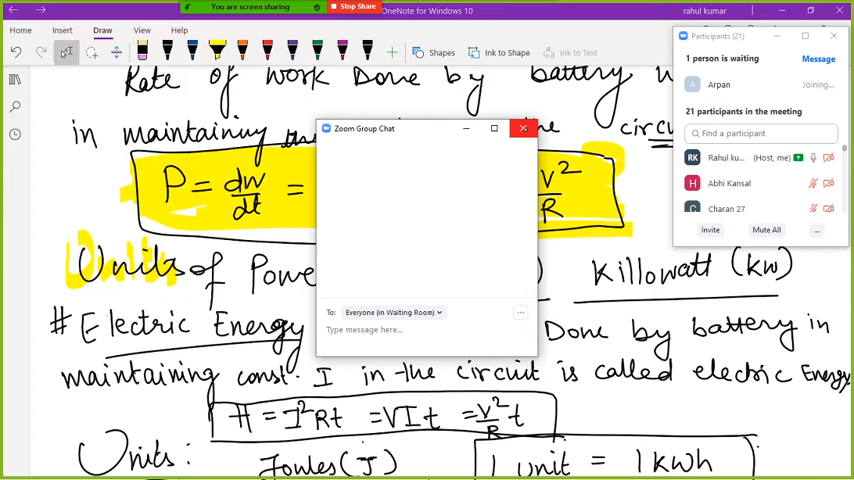 You are screen sharing
Stop Share
OneNote for Windows 10
rahul kumar
Home
Insert
Draw
View
Shapes
Ink to Shape
Ink to Text
Rate of Work Done by battery
in maintaining the circuit
P = dw/dt =
V²/R
Units of Power
Killowatt (kw)
# Electric Energy
Done by battery in
maintaining const. I in the circuit is called electric Energy
H = I²Rt = VIt = V²/R t
Units:
Joules (J)
1 unit = 1 kwh
Zoom Group Chat
To: Everyone (in Waiting Room)
Type message here...
Participants (21)
1 person is waiting
Message
A
Arpan
Joining...
21 participants in the meeting
Find a participant
RK
Rahul ku...
(Host, me)
A
Abhi Kansal
C
Charan 27
Invite
Mute All
...